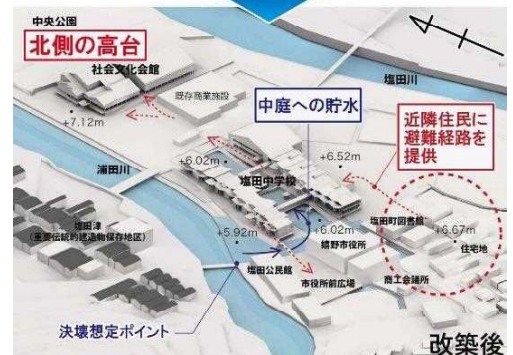 中央公園
北側の高台
社会文化会館
既存商業施設
塩田川
中庭への貯水
近隣住民に
避難経路を
提供
+7.12m
浦田川
+6.02m
塩田中学校
+6.52m
塩田津
(重要伝統的建造物保存地区)
塩田町図書館
+6.67m
住宅地
+5.92m
+6.02m
嬉野市役所
塩田公民館
市役所前広場
商工会議所
決壊想定ポイント
改築後